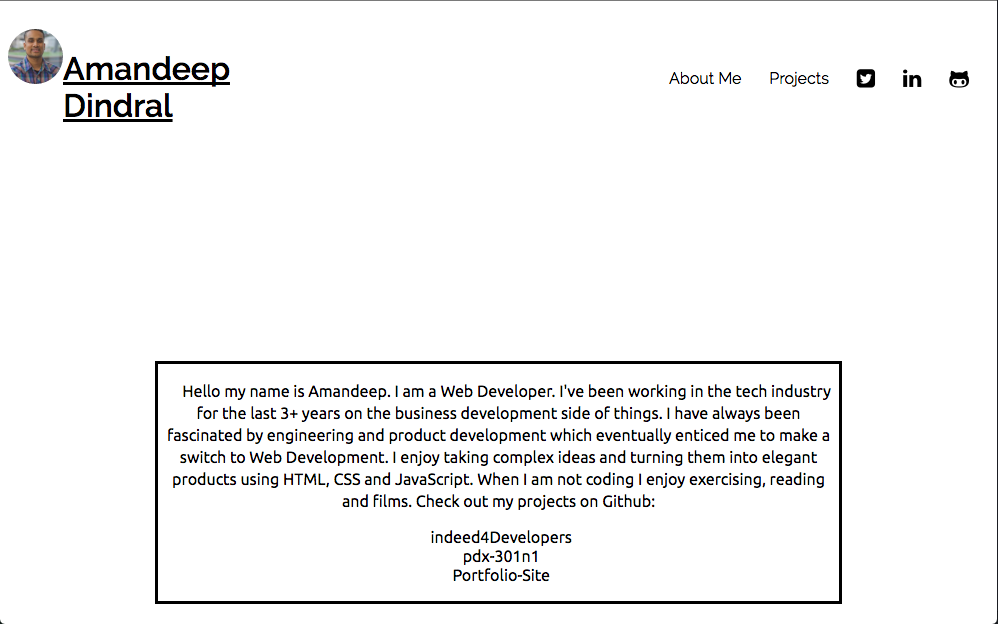 Amandeep
Dindral
About Me
Projects
Hello my name is Amandeep. I am a Web Developer. I've been working in the tech industry
for the last 3+ years on the business development side of things. I have always been
fascinated by engineering and product development which eventually enticed me to make a
switch to Web Development. I enjoy taking complex ideas and turning them into elegant
products using HTML, CSS and JavaScript. When I am not coding I enjoy exercising, reading
and films. Check out my projects on Github:
indeed4Developers
pdx-301n1
Portfolio-Site